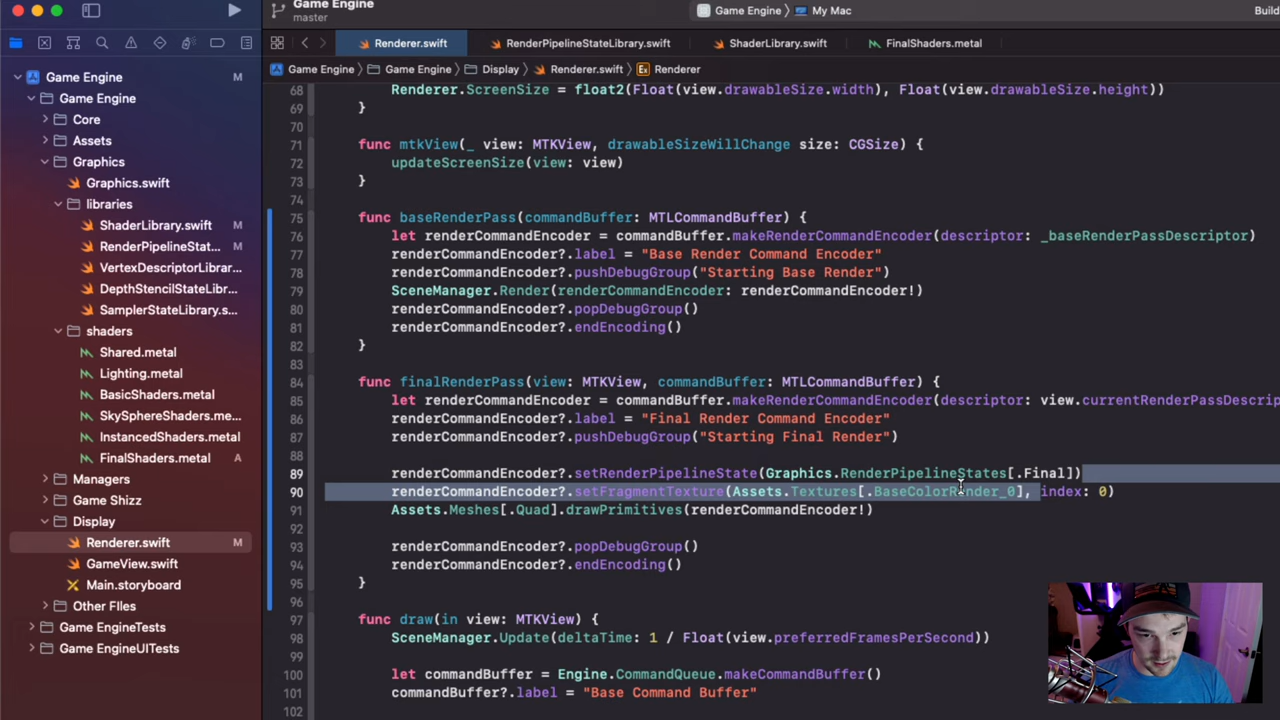 Game Engine
master
Game Engine
My Mac
Build
Renderer.swift
RenderPipelineStateLibrary.swift
ShaderLibrary.swift
FinalShaders.metal
Game Engine
Game Engine
Display
Renderer.swift
Ex
Renderer
Game Engine M
Game Engine
Core
Assets
Graphics
Graphics.swift
libraries
ShaderLibrary.swift M
RenderPipelineStat... M
VertexDescriptorLibrar...
DepthStencilStateLibr...
SamplerStateLibrary.s...
shaders
Shared.metal
Lighting.metal
BasicShaders.metal
SkySphereShaders.me...
InstancedShaders.metal
FinalShaders.metal A
Managers
Game Shizz
Display
Renderer.swift M
GameView.swift
Main.storyboard
Other FIles
Game EngineTests
Game EngineUITests
68 Renderer.ScreenSize = float2(Float(view.drawableSize.width), Float(view.drawableSize.height))
69 }
70
71 func mtkView(_ view: MTKView, drawableSizeWillChange size: CGSize) {
72 updateScreenSize(view: view)
73 }
74
75 func baseRenderPass(commandBuffer: MTLCommandBuffer) {
76 let renderCommandEncoder = commandBuffer.makeRenderCommandEncoder(descriptor: _baseRenderPassDescriptor)
77 renderCommandEncoder?.label = "Base Render Command Encoder"
78 renderCommandEncoder?.pushDebugGroup("Starting Base Render")
79 SceneManager.Render(renderCommandEncoder: renderCommandEncoder!)
80 renderCommandEncoder?.popDebugGroup()
81 renderCommandEncoder?.endEncoding()
82 }
83
84 func finalRenderPass(view: MTKView, commandBuffer: MTLCommandBuffer) {
85 let renderCommandEncoder = commandBuffer.makeRenderCommandEncoder(descriptor: view.currentRenderPassDescrip
86 renderCommandEncoder?.label = "Final Render Command Encoder"
87 renderCommandEncoder?.pushDebugGroup("Starting Final Render")
88
89 renderCommandEncoder?.setRenderPipelineState(Graphics.RenderPipelineStates[.Final])
90 renderCommandEncoder?.setFragmentTexture(Assets.Textures[.BaseColorRender_0], index: 0)
91 Assets.Meshes[.Quad].drawPrimitives(renderCommandEncoder!)
92
93 renderCommandEncoder?.popDebugGroup()
94 renderCommandEncoder?.endEncoding()
95 }
96
97 func draw(in view: MTKView) {
98 SceneManager.Update(deltaTime: 1 / Float(view.preferredFramesPerSecond))
99
100 let commandBuffer = Engine.CommandQueue.makeCommandBuffer()
101 commandBuffer?.label = "Base Command Buffer"
102